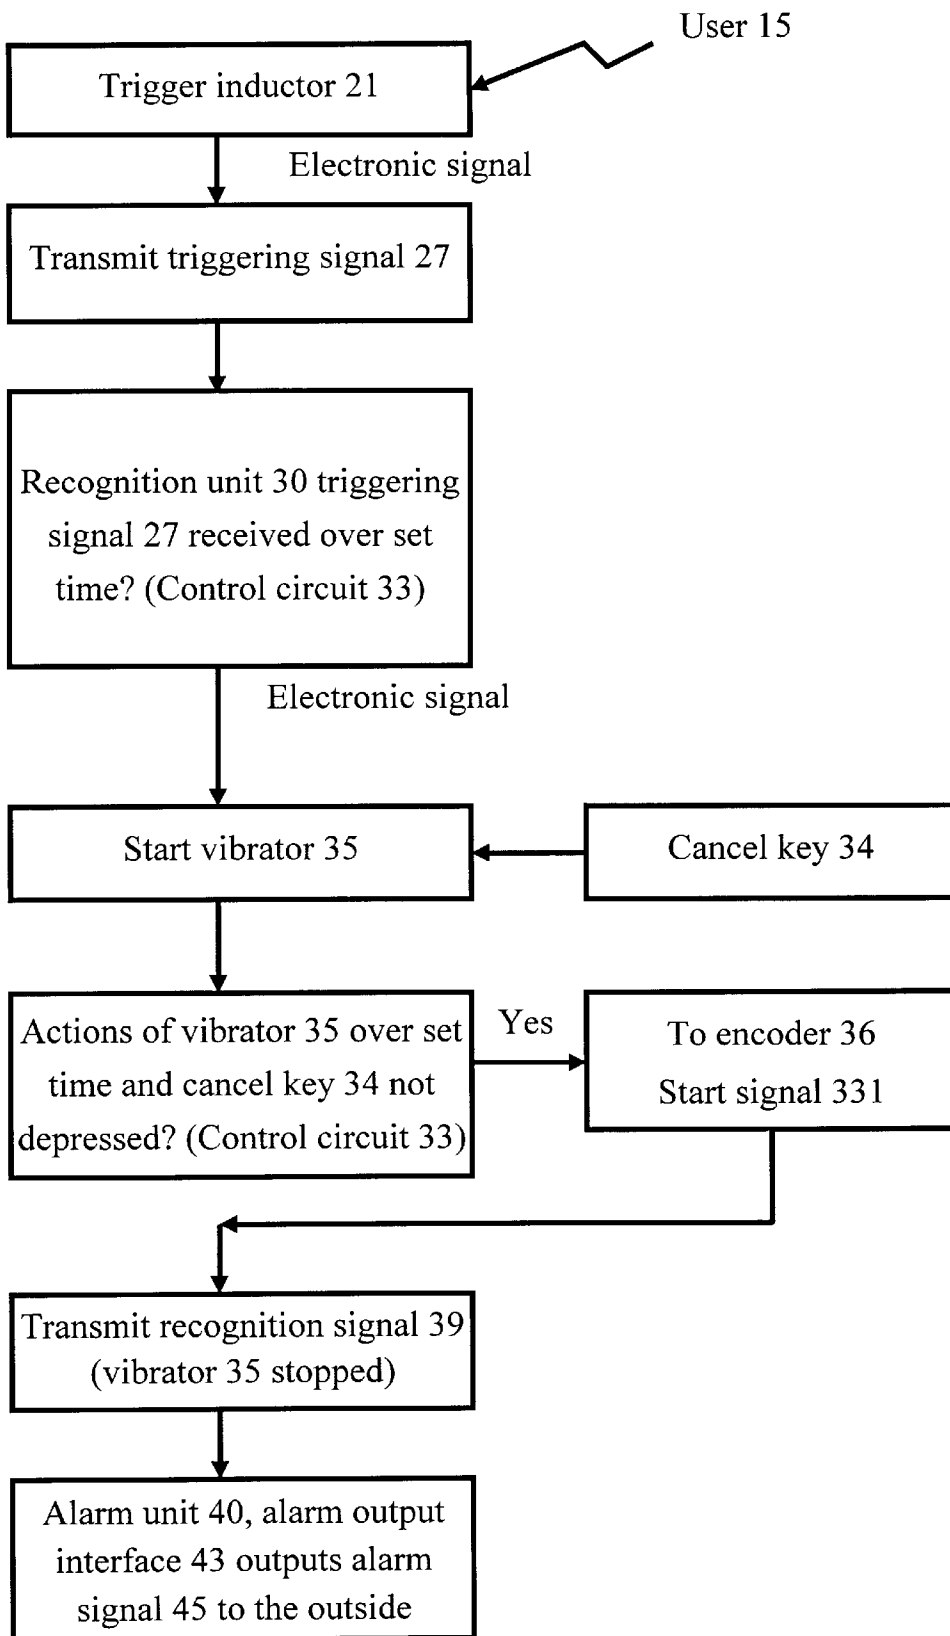 User 15
Trigger inductor 21
Electronic signal
Transmit triggering signal 27
Recognition unit 30 triggering
signal 27 received over set
time? (Control circuit 33)
Electronic signal
Start vibrator 35
Cancel key 34
Actions of vibrator 35 over set
time and cancel key 34 not
depressed? (Control circuit 33)
Yes
To encoder 36
Start signal 331
Transmit recognition signal 39
(vibrator 35 stopped)
Alarm unit 40, alarm output
interface 43 outputs alarm
signal 45 to the outside